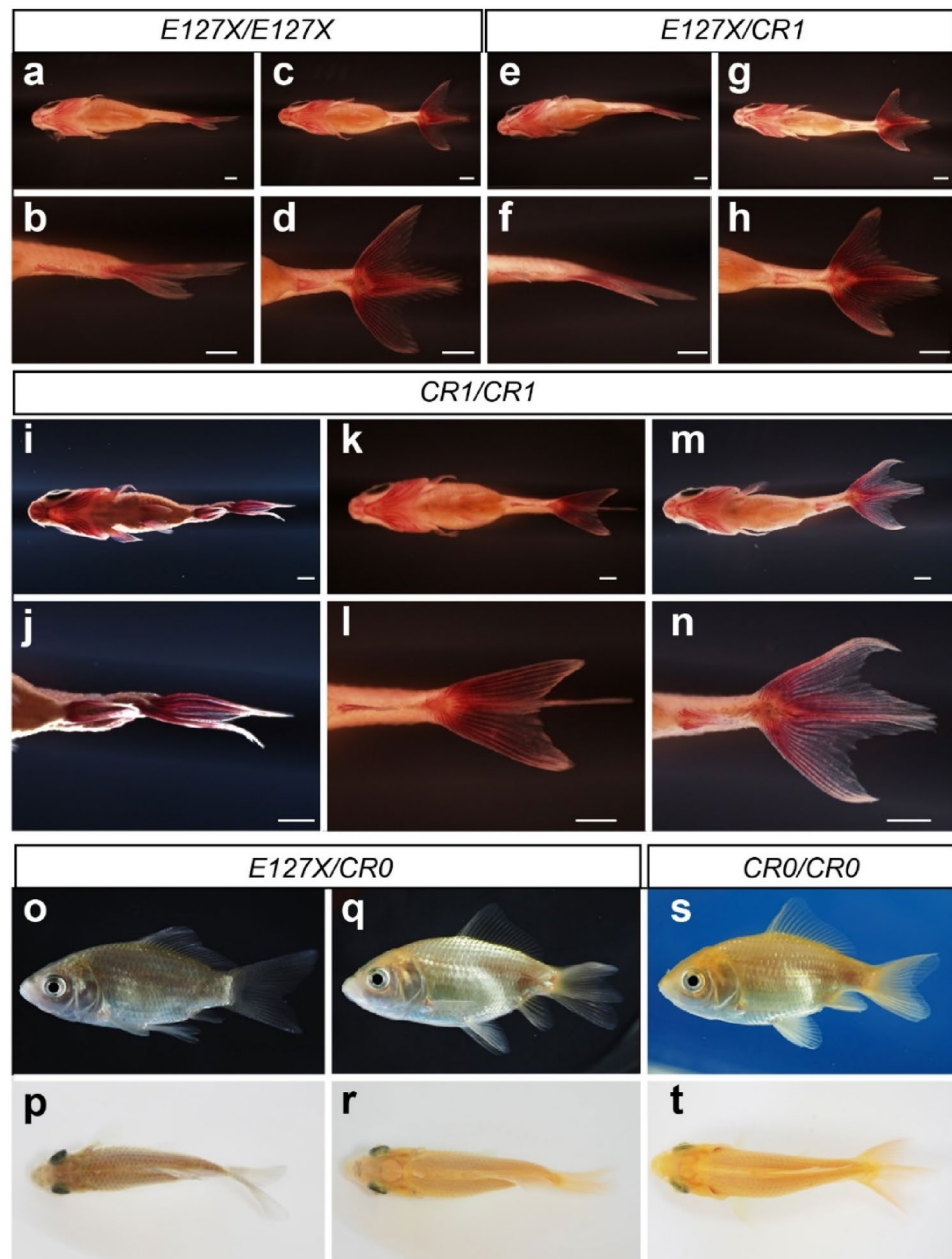 E127X/E127X E127X/CR1
a c e g
b d f h
CR1/CR1
i k m
j l n
E127X/CR0 CR0/CR0
o q s
p r t